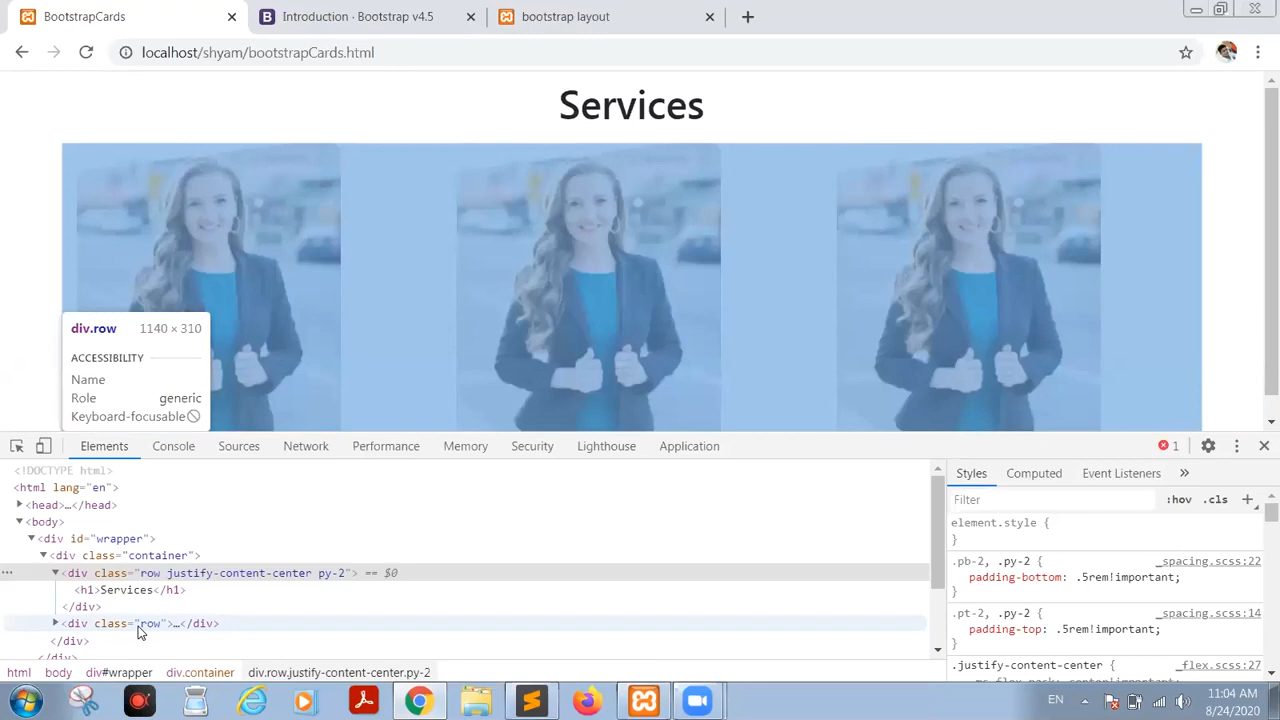 BootstrapCards
Introduction · Bootstrap v4.5
bootstrap layout
localhost/shyam/bootstrapCards.html
Services
div.row 1140 × 310
ACCESSIBILITY
Name
Role generic
Keyboard-focusable
Elements Console Sources Network Performance Memory Security Lighthouse Application 1
<!DOCTYPE html>
<html lang="en">
<head>…</head>
<body>
<div id="wrapper">
<div class="container">
<div class="row justify-content-center py-2"> == $0
<h1>Services</h1>
</div>
<div class="row">…</div>
</div>
</div>
html body div#wrapper div.container div.row.justify-content-center.py-2
Styles Computed Event Listeners »
Filter :hov .cls +
element.style {
}
.pb-2, .py-2 { _spacing.scss:22
padding-bottom: .5rem!important;
}
.pt-2, .py-2 { _spacing.scss:14
padding-top: .5rem!important;
}
.justify-content-center { _flex.scss:27
-ms-flex-pack: center!important;
EN
11:04 AM
8/24/2020